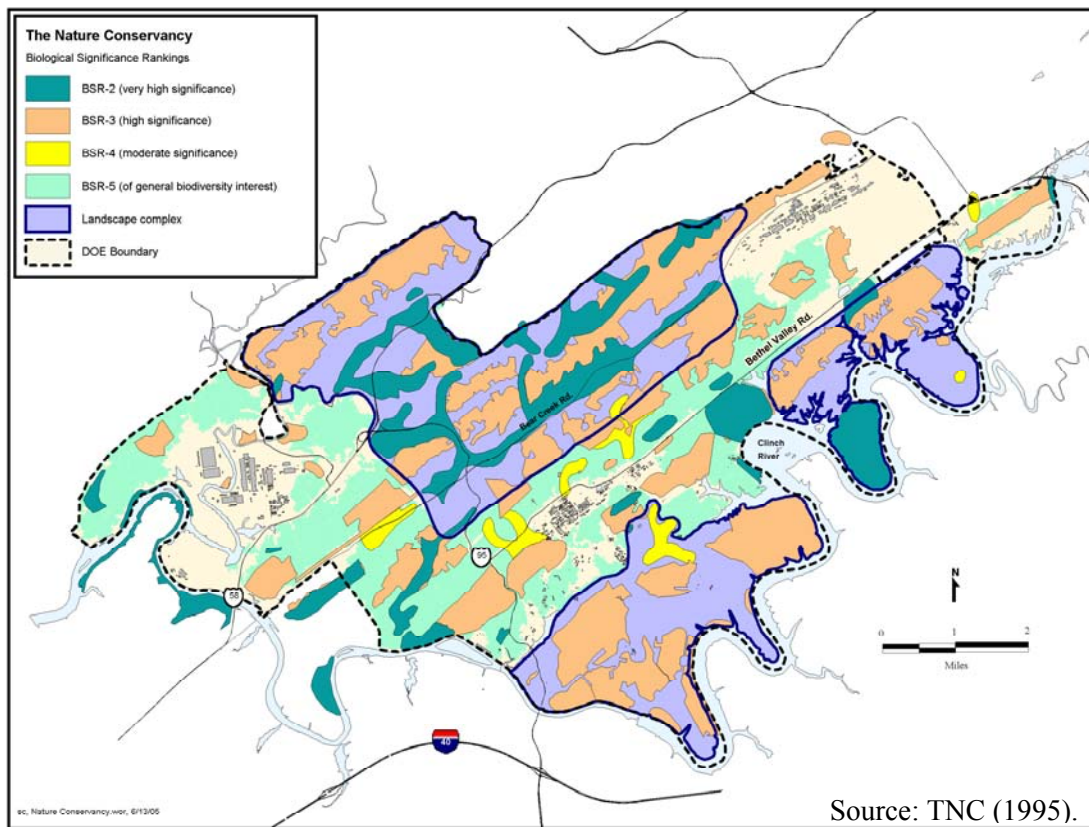 The Nature Conservancy
Biological Significance Rankings
BSR-2 (very high significance)
BSR-3 (high significance)
BSR-4 (moderate significance)
BSR-5 (of general biodiversity interest)
Landscape complex
DOE Boundary
Bethel Valley Rd.
Bear Creek Rd.
Clinch
River
95
58
N
0 1 2
Miles
40
sc, Nature Conservancy.wor, 6/13/05
Source: TNC (1995).